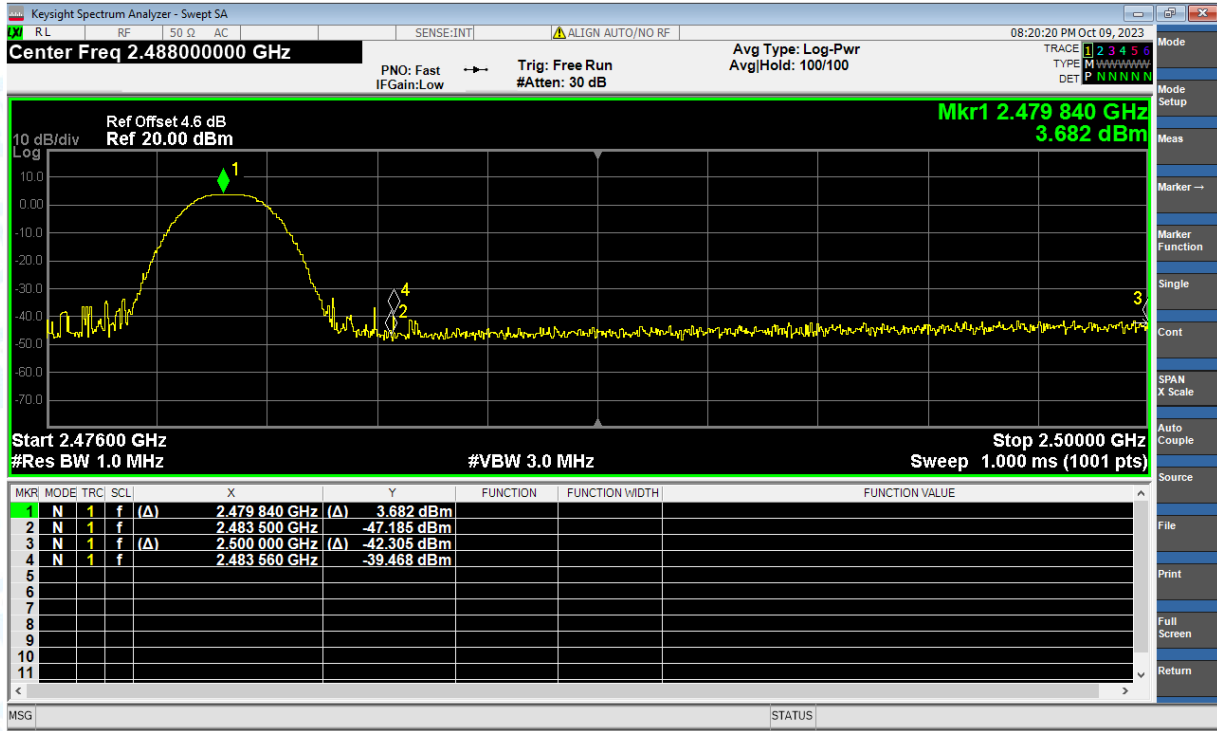 Keysight Spectrum Analyzer - Swept SA
LXI RL RF 50 Ω AC SENSE:INT ALIGN AUTO/NO RF 08:20:20 PM Oct 09, 2023
Center Freq 2.488000000 GHz
PNO: Fast
IFGain:Low
Trig: Free Run
#Atten: 30 dB
Avg Type: Log-Pwr
Avg|Hold: 100/100
TRACE 1 2 3 4 5 6
TYPE M WWWWW
DET P N N N N N
Mkr1 2.479 840 GHz
3.682 dBm
Ref Offset 4.6 dB
Ref 20.00 dBm
10 dB/div
Log
10.0
0.00
-10.0
-20.0
-30.0
-40.0
-50.0
-60.0
-70.0
1
4
2
3
Start 2.47600 GHz
Stop 2.50000 GHz
#Res BW 1.0 MHz
#VBW 3.0 MHz
Sweep 1.000 ms (1001 pts)
MKR MODE TRC SCL X Y FUNCTION FUNCTION WIDTH FUNCTION VALUE
1 N 1 f (Δ) 2.479 840 GHz (Δ) 3.682 dBm
2 N 1 f 2.483 500 GHz -47.185 dBm
3 N 1 f (Δ) 2.500 000 GHz (Δ) -42.305 dBm
4 N 1 f 2.483 560 GHz -39.468 dBm
5
6
7
8
9
10
11
MSG
STATUS
Mode
Mode
Setup
Meas
Marker →
Marker
Function
Single
Cont
SPAN
X Scale
Auto
Couple
Source
File
Print
Full
Screen
Return